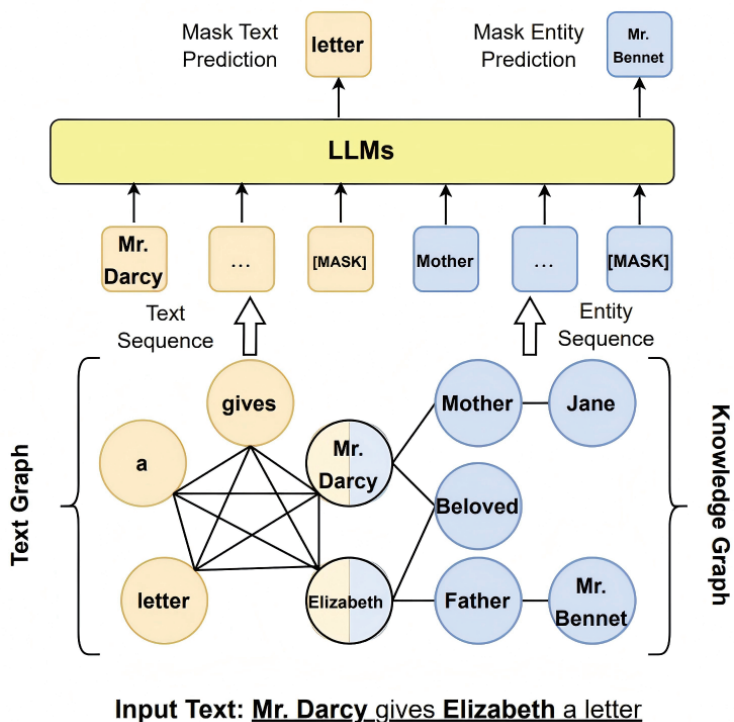 Mask Text
Prediction
letter
Mask Entity
Prediction
Mr.
Bennet
LLMs
Mr.
Darcy
...
[MASK]
Mother
...
[MASK]
Text
Sequence
Entity
Sequence
Text Graph
gives
a
letter
Mr.
Darcy
Elizabeth
Mother
Jane
Beloved
Father
Mr.
Bennet
Knowledge Graph
Input Text: Mr. Darcy gives Elizabeth a letter